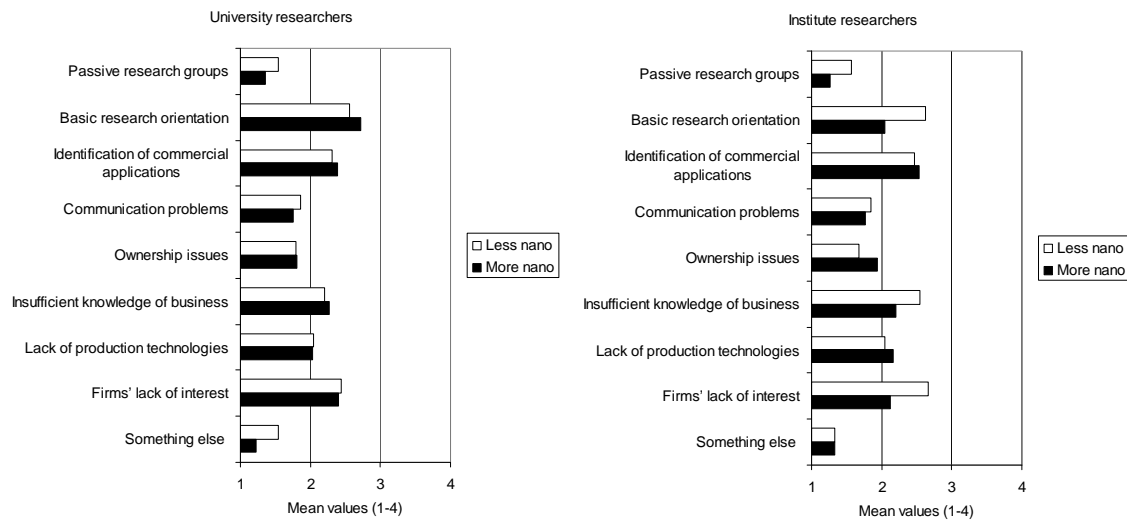 University researchers
Passive research groups
Basic research orientation
Identification of commercial
applications
Communication problems
Ownership issues
Insufficient knowledge of business
Lack of production technologies
Firms' lack of interest
Something else
1 2 3 4
Mean values (1-4)
Less nano
More nano
Institute researchers
Passive research groups
Basic research orientation
Identification of commercial
applications
Communication problems
Ownership issues
Insufficient knowledge of business
Lack of production technologies
Firms' lack of interest
Something else
1 2 3 4
Mean values (1-4)
Less nano
More nano